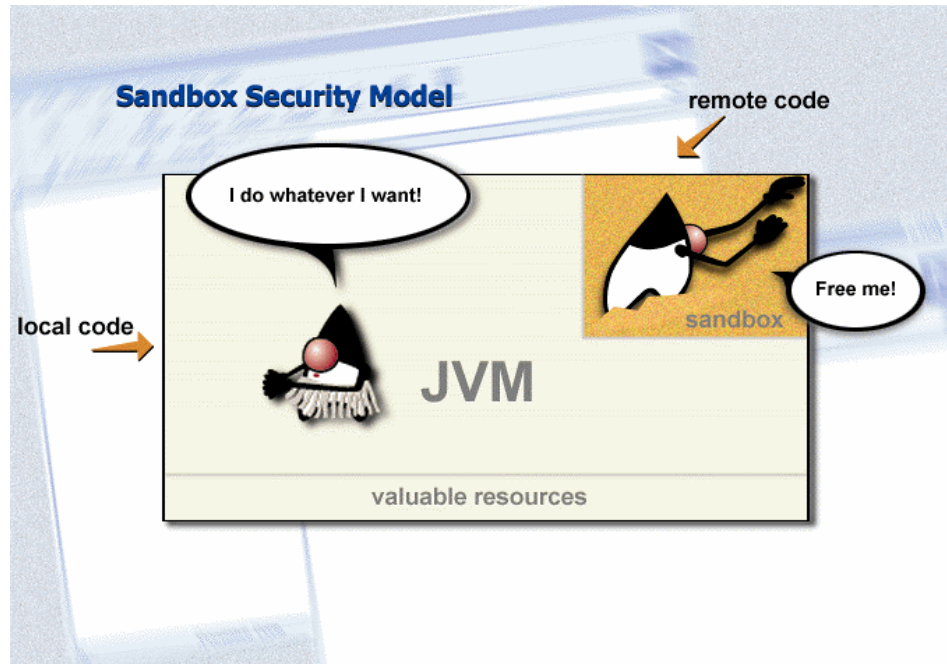 Sandbox Security Model
remote code
I do whatever I want!
Free me!
sandbox
local code
JVM
valuable resources